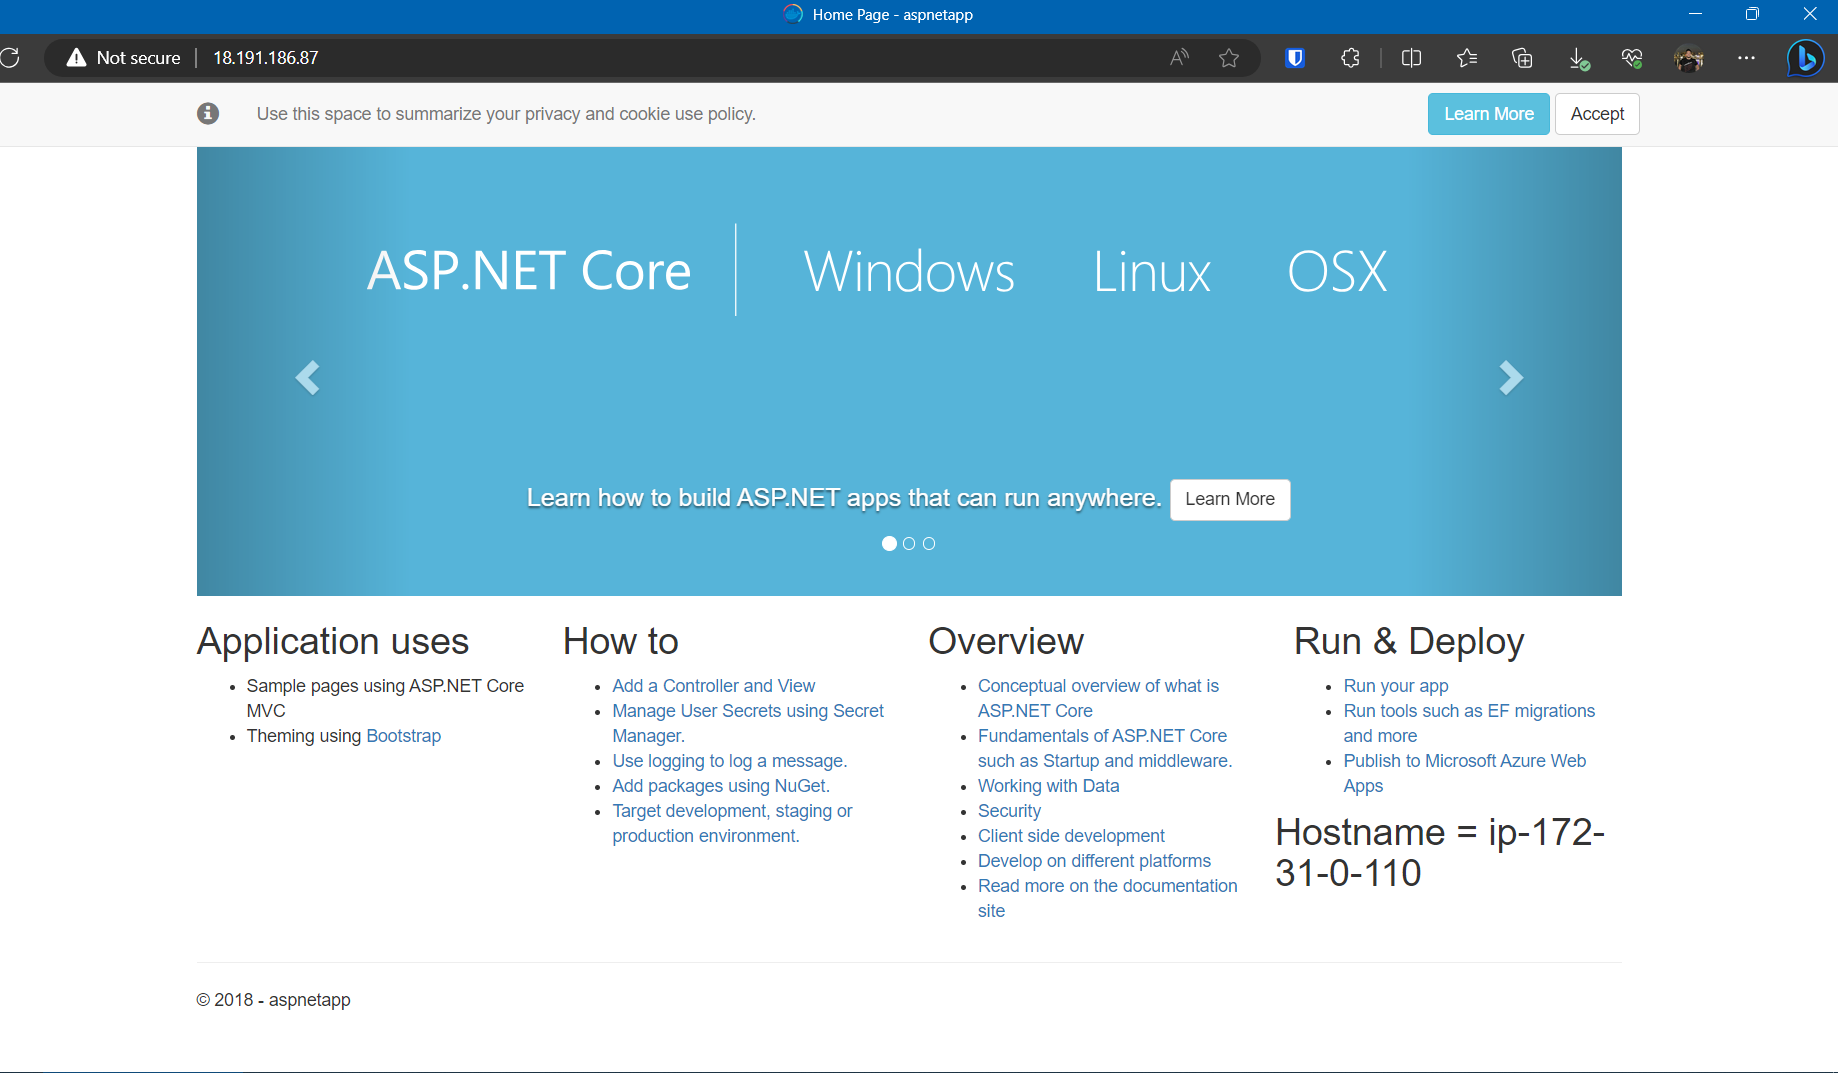 Home Page - aspnetapp
Not secure
18.191.186.87
Use this space to summarize your privacy and cookie use policy.
Learn More
Accept
ASP.NET Core
Windows
Linux
OSX
Learn how to build ASP.NET apps that can run anywhere.
Learn More
Application uses
Sample pages using ASP.NET Core
MVC
Theming using Bootstrap
How to
Add a Controller and View
Manage User Secrets using Secret
Manager.
Use logging to log a message.
Add packages using NuGet.
Target development, staging or
production environment.
Overview
Conceptual overview of what is
ASP.NET Core
Fundamentals of ASP.NET Core
such as Startup and middleware.
Working with Data
Security
Client side development
Develop on different platforms
Read more on the documentation
site
Run & Deploy
Run your app
Run tools such as EF migrations
and more
Publish to Microsoft Azure Web
Apps
Hostname = ip-172-
31-0-110
© 2018 - aspnetapp